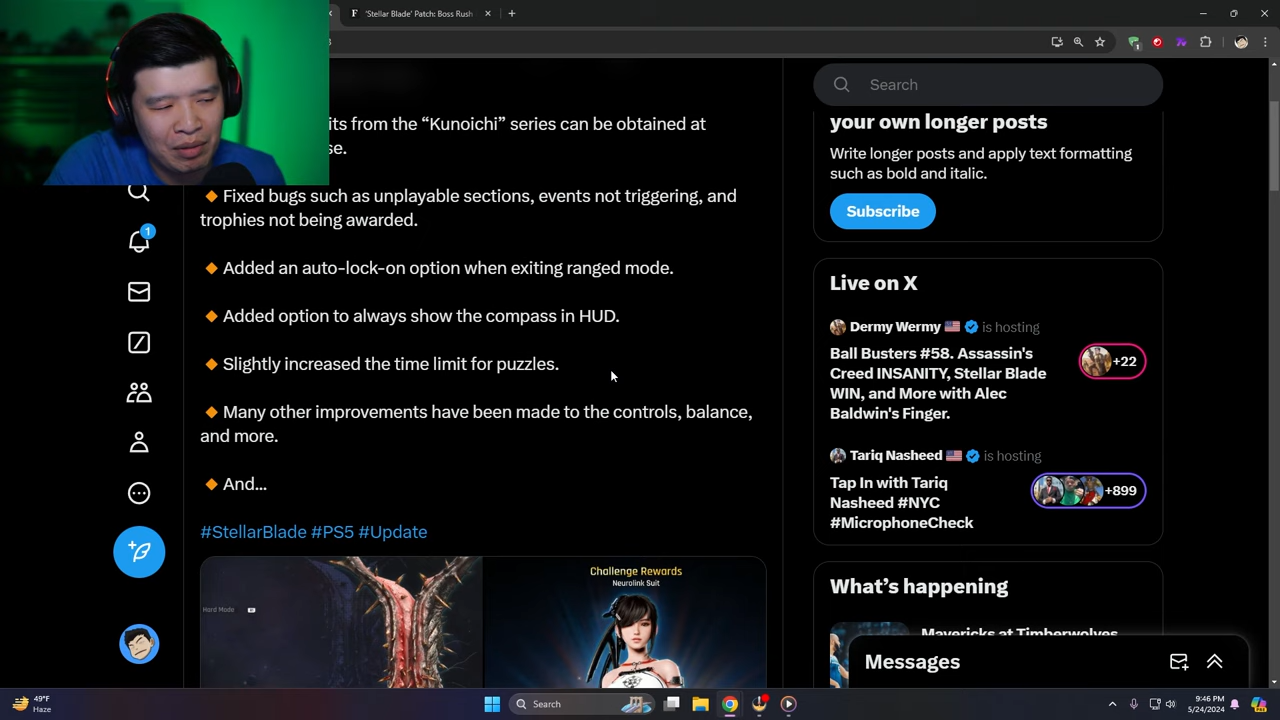 'Stellar Blade' Patch: Boss Rush
Search
your own longer posts
Write longer posts and apply text formatting
such as bold and italic.
Subscribe
its from the “Kunoichi” series can be obtained at
se.
🔸Fixed bugs such as unplayable sections, events not triggering, and
trophies not being awarded.
🔸Added an auto-lock-on option when exiting ranged mode.
🔸Added option to always show the compass in HUD.
🔸Slightly increased the time limit for puzzles.
🔸Many other improvements have been made to the controls, balance,
and more.
🔸And...
#StellarBlade #PS5 #Update
Hard Mode
Challenge Rewards
Neurolink Suit
Live on X
Dermy Wermy is hosting
Ball Busters #58. Assassin's
Creed INSANITY, Stellar Blade
WIN, and More with Alec
Baldwin's Finger.
+22
Tariq Nasheed is hosting
Tap In with Tariq
Nasheed #NYC
#MicrophoneCheck
+899
What’s happening
Mavericks at Timberwolves
Messages
1
49°F
Haze
Search
9:46 PM
5/24/2024